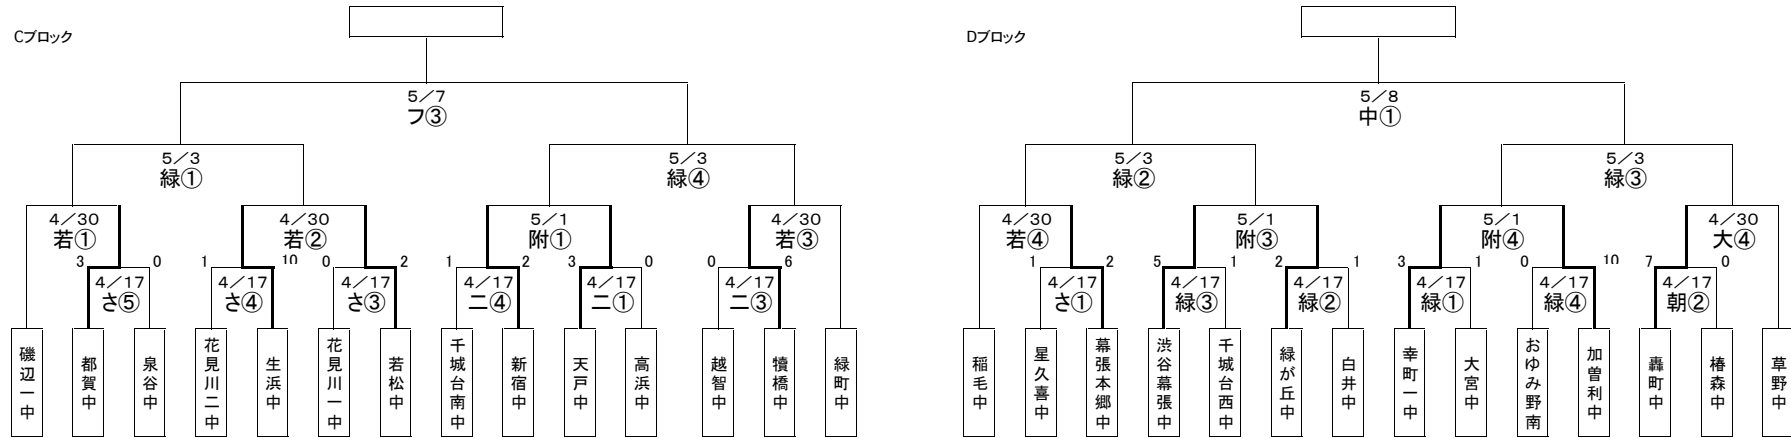 Cブロック
5/7
フ③
5/3
緑①
5/3
緑④
4/30
若①
4/30
若②
5/1
附①
4/30
若③
3 0 1 10 0 2 1 2 3 0 0 6
4/17
さ⑤
4/17
さ④
4/17
さ③
4/17
二④
4/17
二①
4/17
二③
磯辺一中
都賀中
泉谷中
花見川二中
生浜中
花見川一中
若松中
千城台南中
新宿中
天戸中
高浜中
越智中
犢橋中
緑町中
Dブロック
5/8
中①
5/3
緑②
5/3
緑③
4/30
若④
5/1
附③
5/1
附④
4/30
大④
1 2 5 1 2 1 3 1 0 10 7 0
4/17
さ①
4/17
緑③
4/17
緑②
4/17
緑①
4/17
緑④
4/17
朝②
稲毛中
星久喜中
幕張本郷中
渋谷幕張中
千城台西中
緑が丘中
白井中
幸町一中
大宮中
おゆみ野南
加曽利中
轟町中
椿森中
草野中